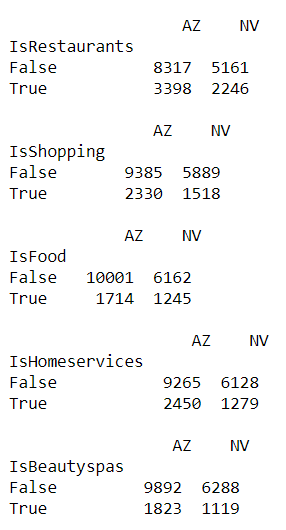 AZ NV
IsRestaurants
False 8317 5161
True 3398 2246
AZ NV
IsShopping
False 9385 5889
True 2330 1518
AZ NV
IsFood
False 10001 6162
True 1714 1245
AZ NV
IsHomeservices
False 9265 6128
True 2450 1279
AZ NV
IsBeautyspas
False 9892 6288
True 1823 1119